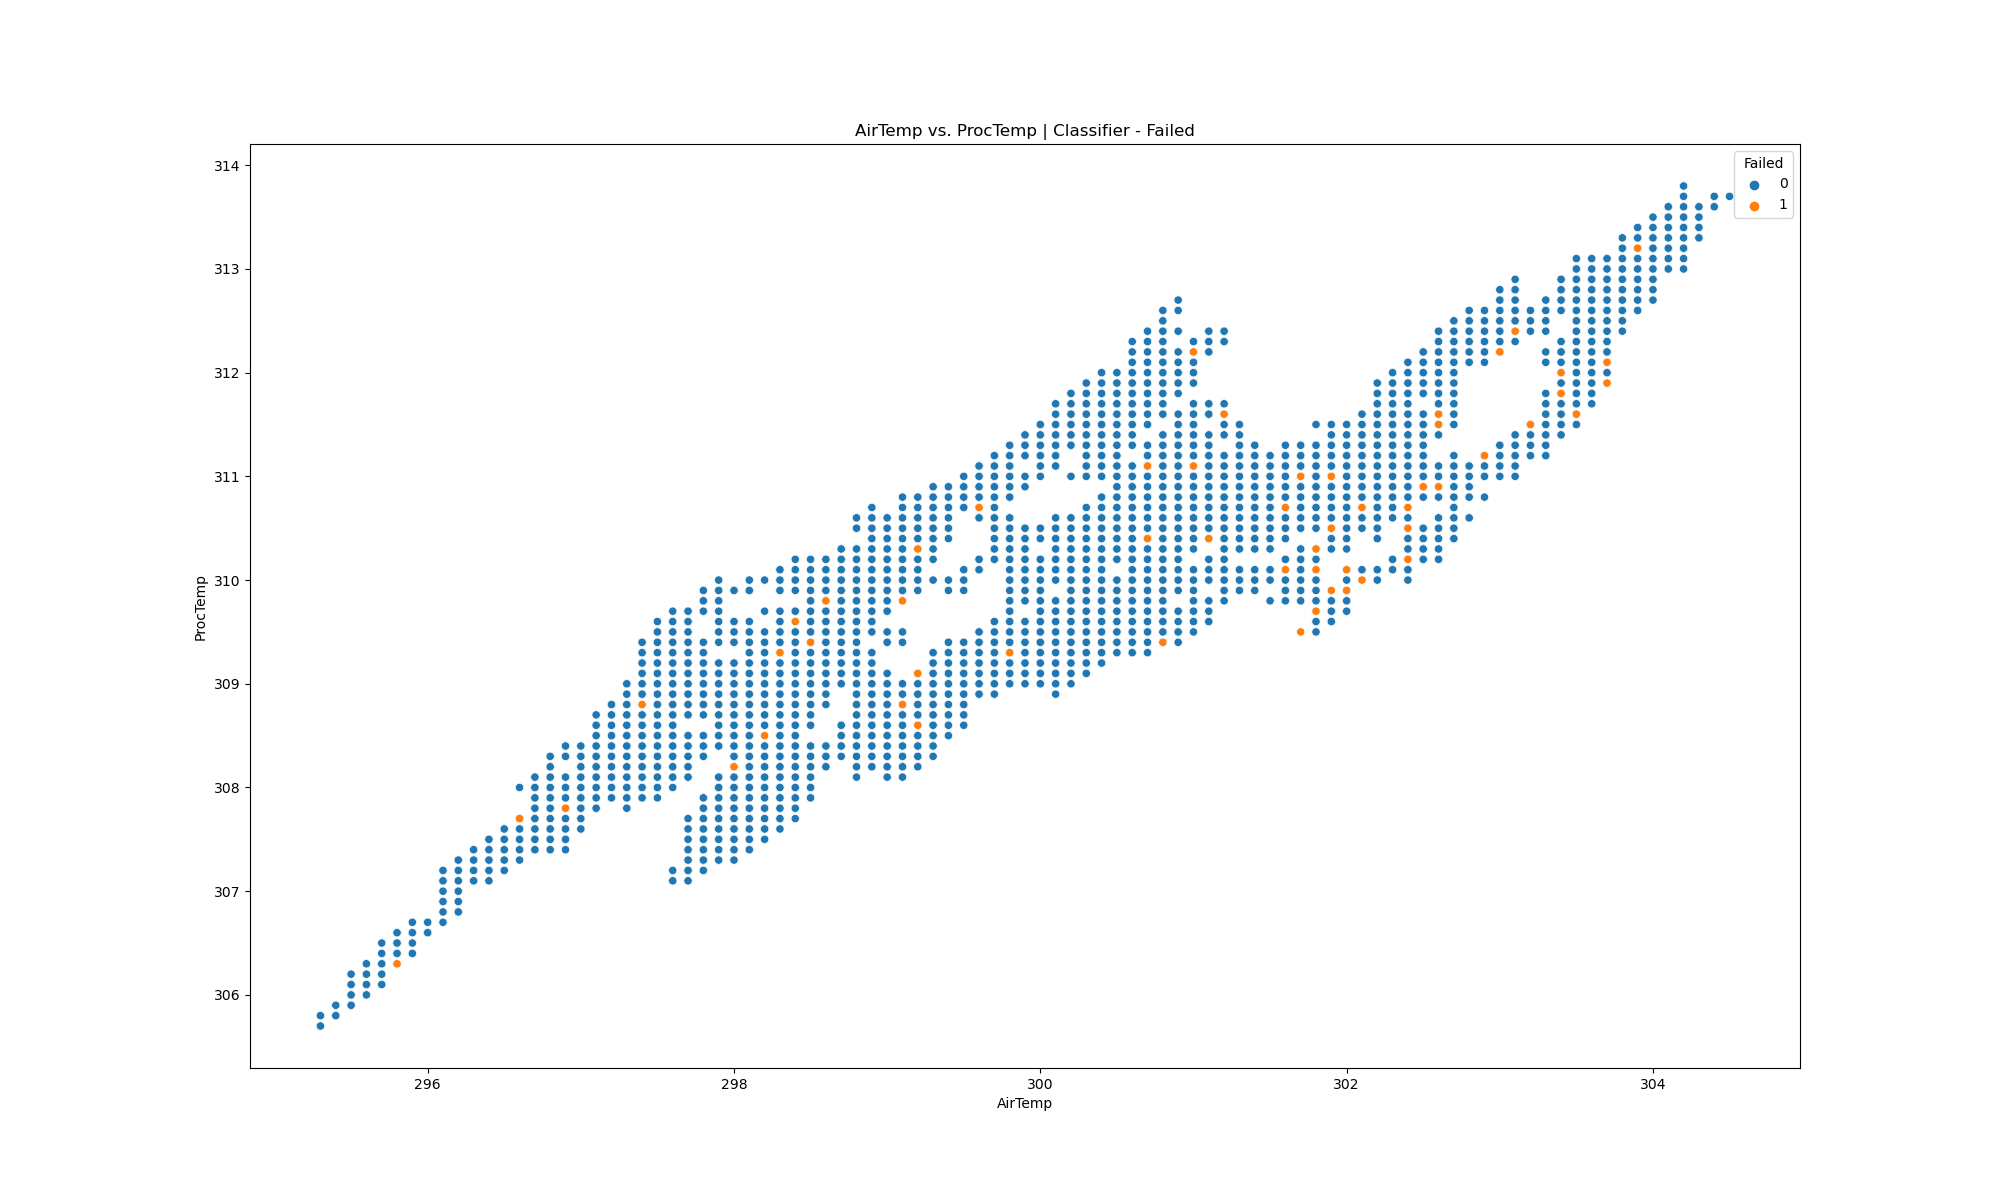 AirTemp vs. ProcTemp | Classifier - Failed
Failed
0
1
314
313
312
311
310
309
308
307
306
ProcTemp
296 298 300 302 304
AirTemp